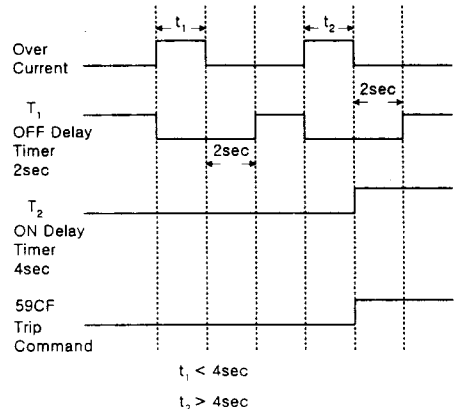 t₁
t₂
Over
Current
2sec
T₁
OFF Delay
Timer
2sec
2sec
T₂
ON Delay
Timer
4sec
59CF
Trip
Command
t₁ < 4sec
t₂ > 4sec